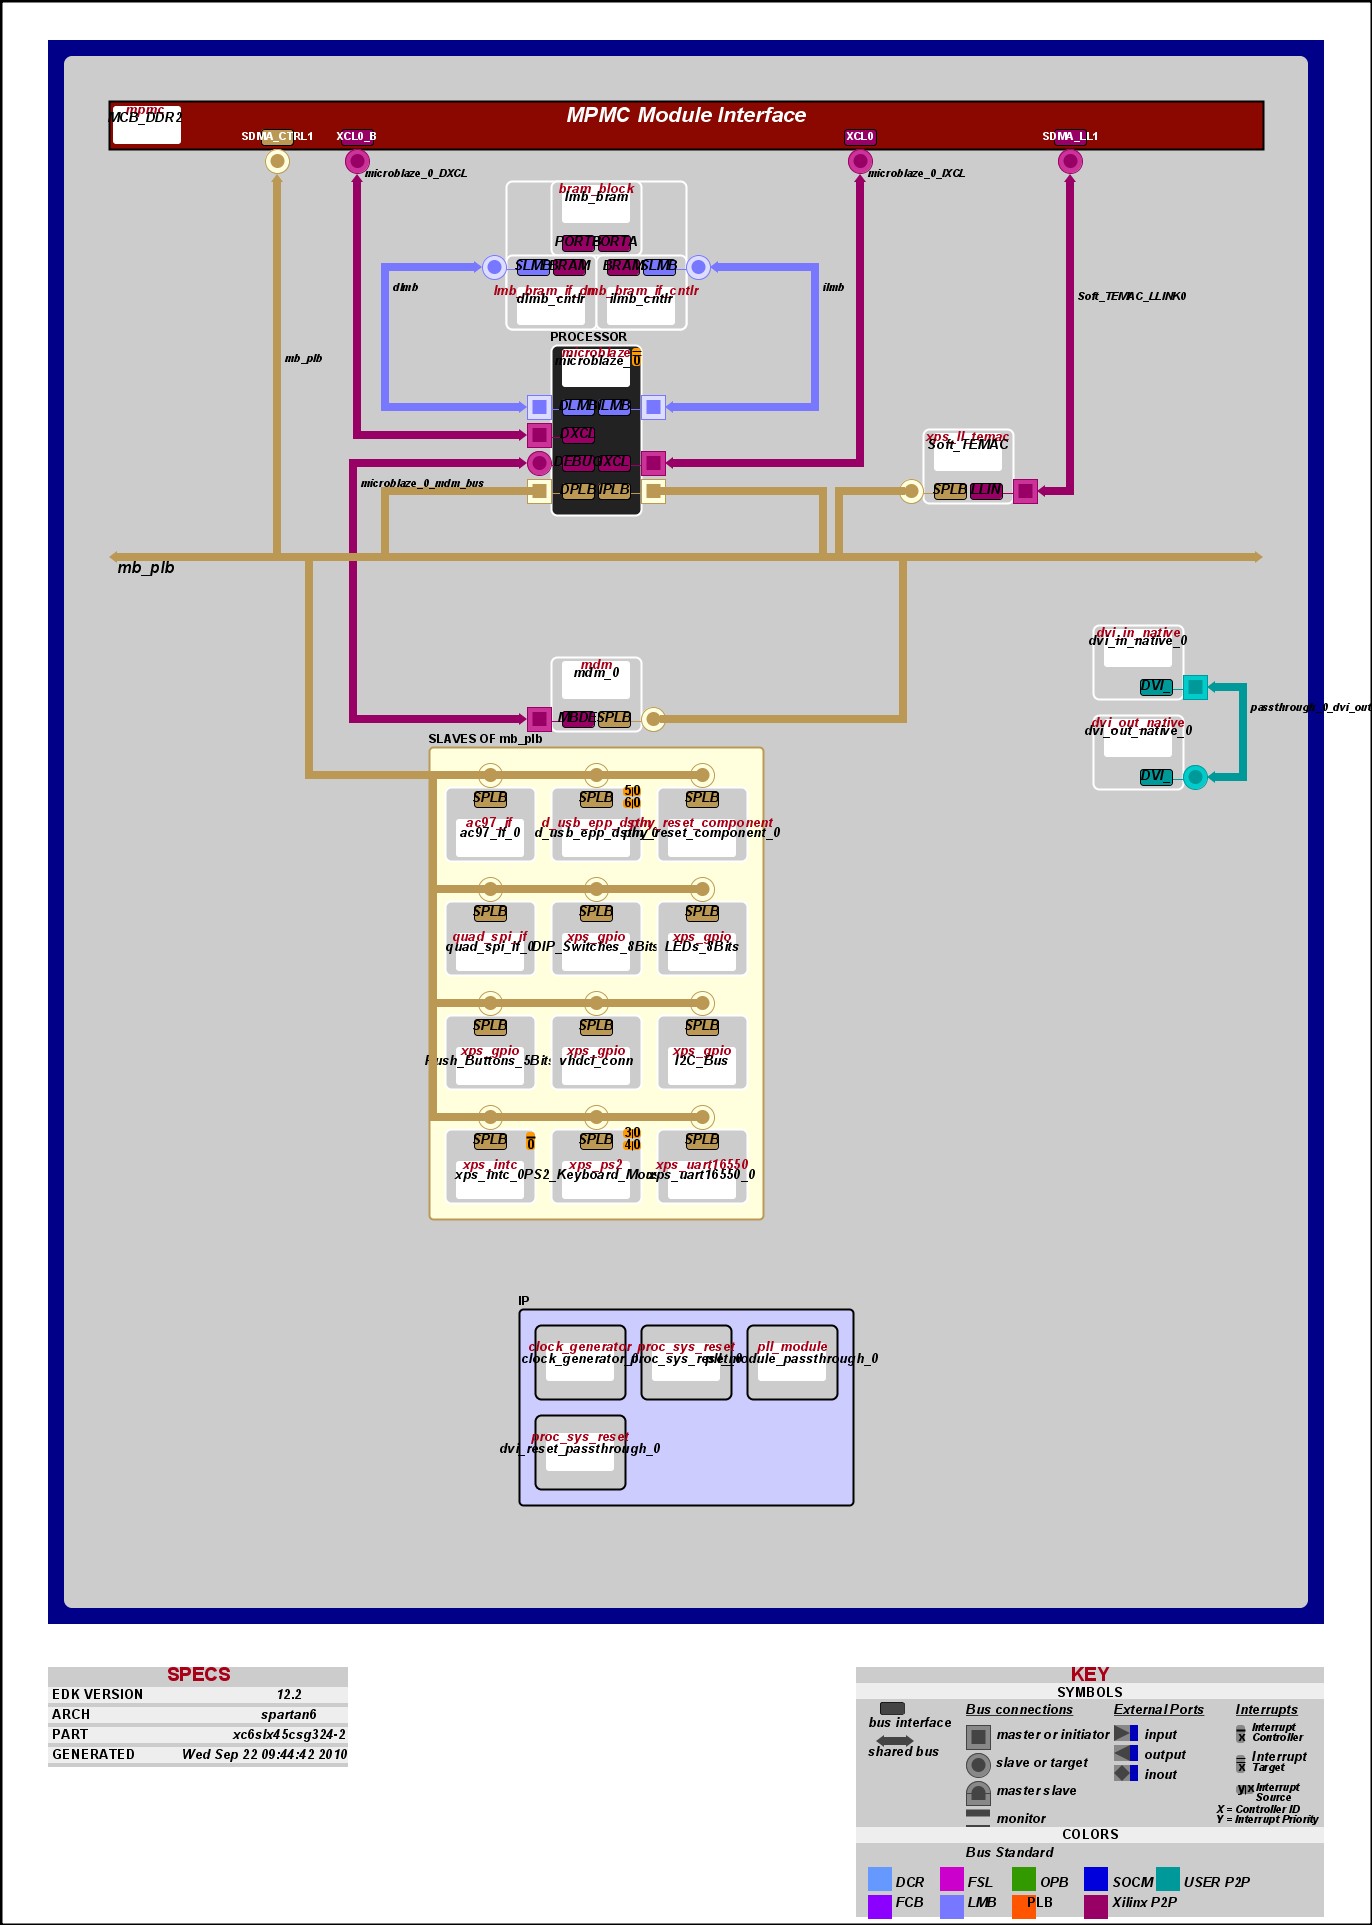 MPMC Module Interface
mpmc
MCB_DDR2
SDMA_CTRL1
XCL0_B
XCL0
SDMA_LL1
microblaze_0_DXCL
microblaze_0_IXCL
bram_block
lmb_bram
PORTB
PORTA
SLMB
BRAM
BRAM
SLMB
dlmb
ilmb
lmb_bram_if_cntlr
lmb_bram_if_cntlr
dlmb_cntlr
ilmb_cntlr
Soft_TEMAC_LLINK0
PROCESSOR
microblaze
microblaze_0
mb_plb
DLMB
ILMB
DXCL
DEBUG
IXCL
microblaze_0_mdm_bus
DPLB
IPLB
xps_ll_temac
Soft_TEMAC
SPLB
LLIN
mb_plb
dvi_in_native
dvi_in_native_0
DVI_
passthrough_0_dvi_out
dvi_out_native
dvi_out_native_0
DVI_
mdm
mdm_0
MBDE
SPLB
SLAVES OF mb_plb
SPLB
SPLB
5|0
6|0
SPLB
ac97_if
d_usb_epp_dstm
phy_reset_component
ac97_if_0
d_usb_epp_dstm_0
phy_reset_component_0
SPLB
SPLB
SPLB
quad_spi_if
xps_gpio
xps_gpio
quad_spi_if_0
DIP_Switches_8Bits
LEDs_8Bits
SPLB
SPLB
SPLB
xps_gpio
xps_gpio
xps_gpio
Push_Buttons_5Bits
vhdci_conn
I2C_Bus
SPLB
0
SPLB
3|0
4|0
SPLB
xps_intc
xps_ps2
xps_uart16550
xps_intc_0
PS2_Keyboard_Mouse
xps_uart16550_0
IP
clock_generator
proc_sys_reset
pll_module
clock_generator_0
proc_sys_reset_0
pll_module_passthrough_0
proc_sys_reset
dvi_reset_passthrough_0
SPECS
EDK VERSION 12.2
ARCH spartan6
PART xc6slx45csg324-2
GENERATED Wed Sep 22 09:44:42 2010
KEY
SYMBOLS
bus interface
shared bus
Bus connections
master or initiator
slave or target
master slave
monitor
External Ports
input
output
inout
Interrupts
x
Interrupt
Controller
x
Interrupt
Target
y|x
Interrupt
Source
X = Controller ID
Y = Interrupt Priority
COLORS
Bus Standard
DCR
FSL
OPB
SOCM
USER P2P
FCB
LMB
PLB
Xilinx P2P